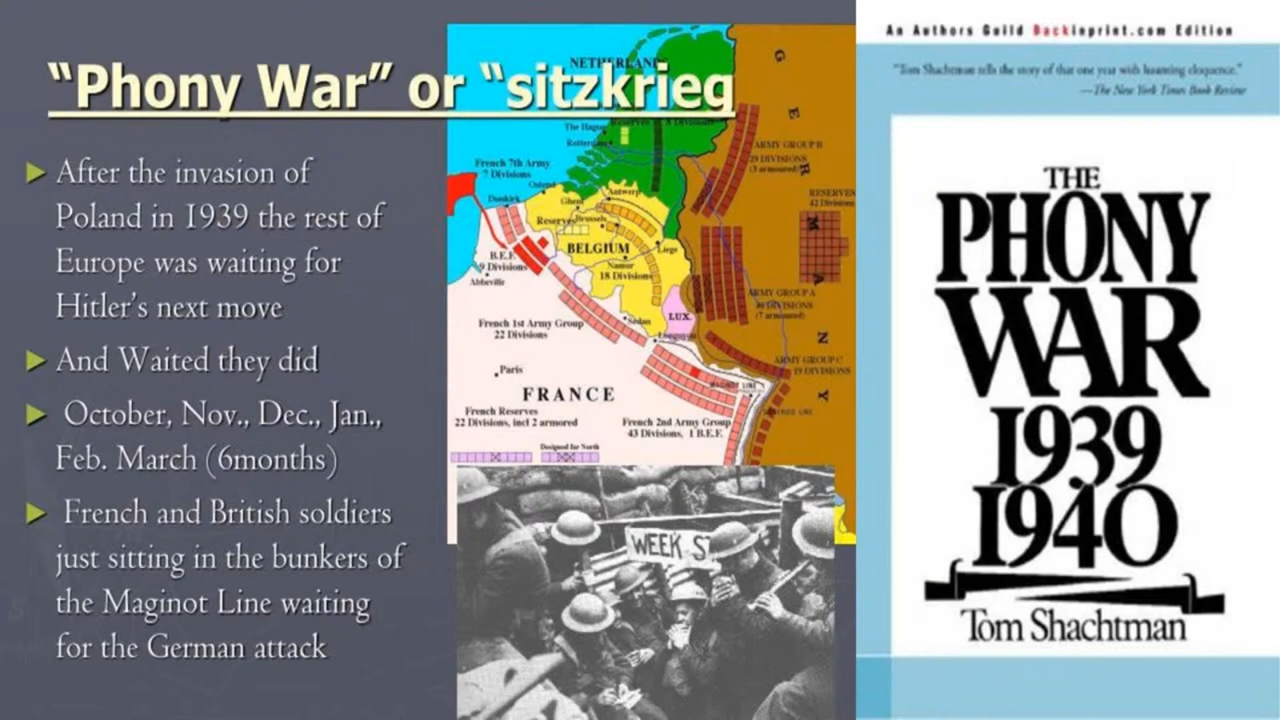 “Phony War” or “sitzkrieg
After the invasion of
Poland in 1939 the rest of
Europe was waiting for
Hitler’s next move
And Waited they did
October, Nov., Dec., Jan.,
Feb. March (6months)
French and British soldiers
just sitting in the bunkers of
the Maginot Line waiting
for the German attack
NETHERLANDS
The Hague
Rotterdam
French 7th Army
7 Divisions
Ostend
Dunkirk
Ghent
Antwerp
Reserves
Brussels
BELGIUM
Liege
Namur
18 Divisions
B.E.F.
9 Divisions
Abbeville
LUX.
Sedan
Longuyon
French 1st Army Group
22 Divisions
Paris
FRANCE
French Reserves
22 Divisions, incl 2 armored
French 2nd Army Group
43 Divisions, 1 B.E.F.
Designed for North
MAGINOT LINE
G E R M A N Y
ARMY GROUP B
29 DIVISIONS
(3 armoured)
RESERVES
42 Divisions
ARMY GROUP A
DIVISIONS
(7 armoured)
ARMY GROUP C
19 DIVISIONS
WEEK ST
An Authors Guild Backinprint.com Edition
“Tom Shachtman tells the story of that one year with haunting eloquence.”
—The New York Times Book Review
THE
PHONY
WAR
1939
1940
Tom Shachtman